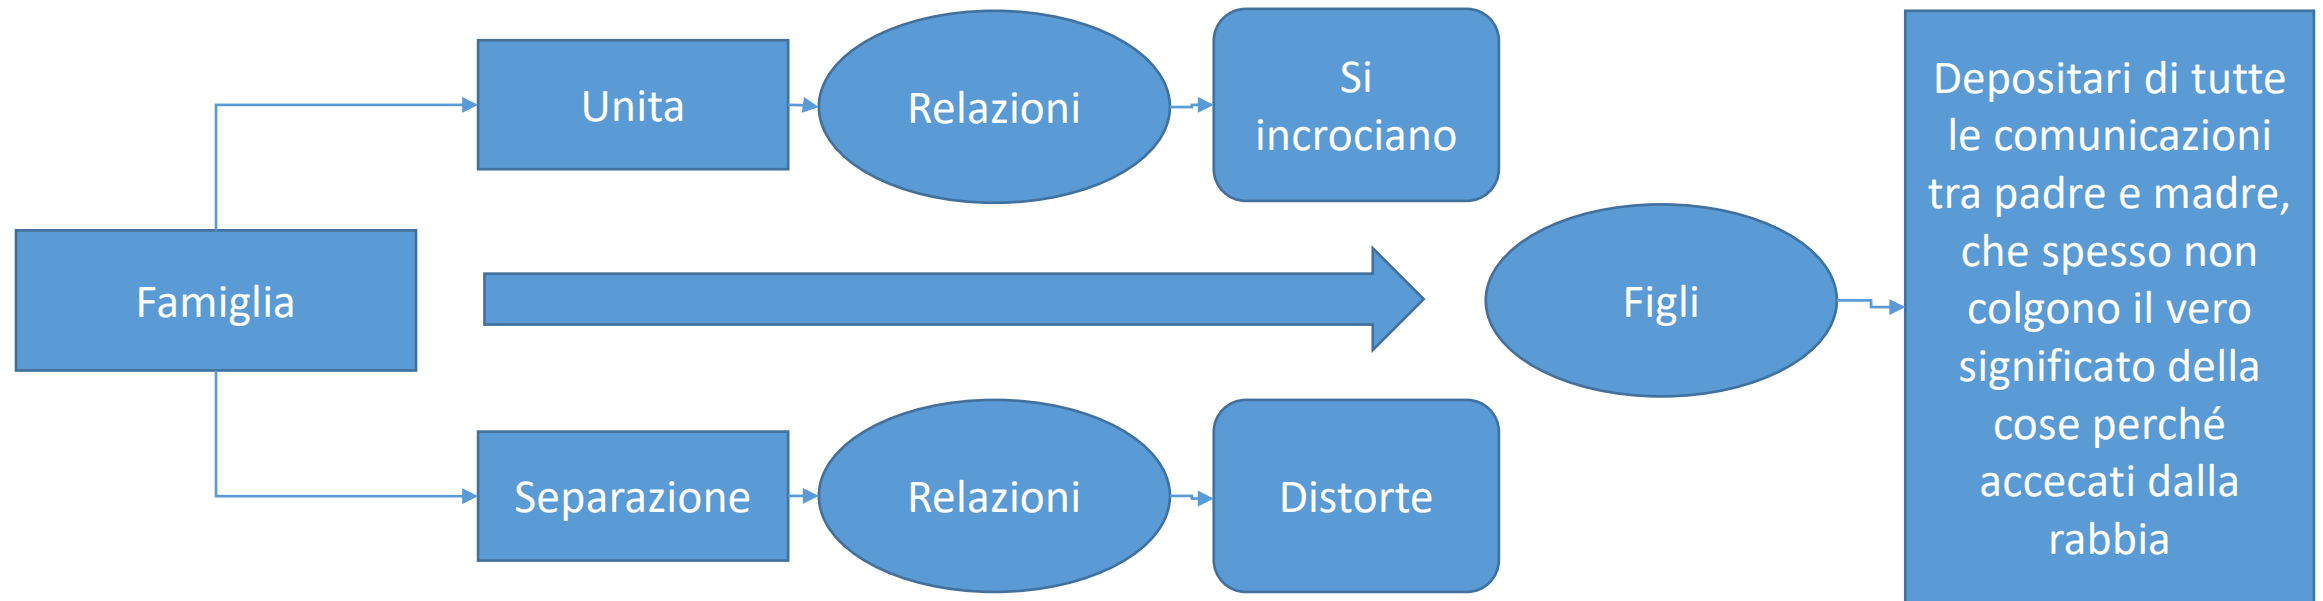 Unita
Relazioni
Si
incrociano
Famiglia
Figli
Separazione
Relazioni
Distorte
Depositari di tutte
le comunicazioni
tra padre e madre,
che spesso non
colgono il vero
significato della
cose perché
accecati dalla
rabbia